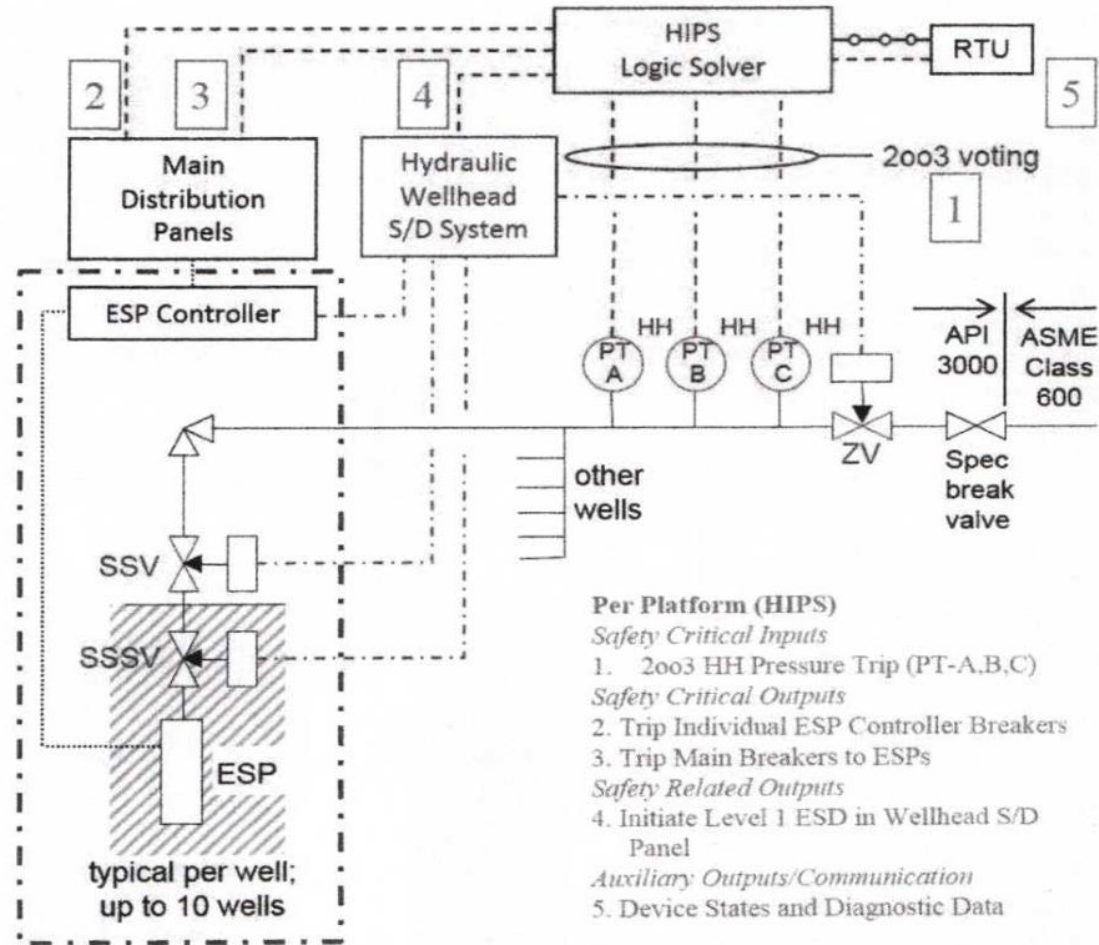 HIPS
Logic Solver
RTU
2
3
4
5
Main
Distribution
Panels
Hydraulic
Wellhead
S/D System
2oo3 voting
1
ESP Controller
HH
HH
HH
PT
A
PT
B
PT
C
API
3000
ASME
Class
600
ZV
Spec
break
valve
other
wells
SSV
SSSV
ESP
typical per well;
up to 10 wells
Per Platform (HIPS)
Safety Critical Inputs
1. 2oo3 HH Pressure Trip (PT-A,B,C)
Safety Critical Outputs
2. Trip Individual ESP Controller Breakers
3. Trip Main Breakers to ESPs
Safety Related Outputs
4. Initiate Level 1 ESD in Wellhead S/D
Panel
Auxiliary Outputs/Communication
5. Device States and Diagnostic Data